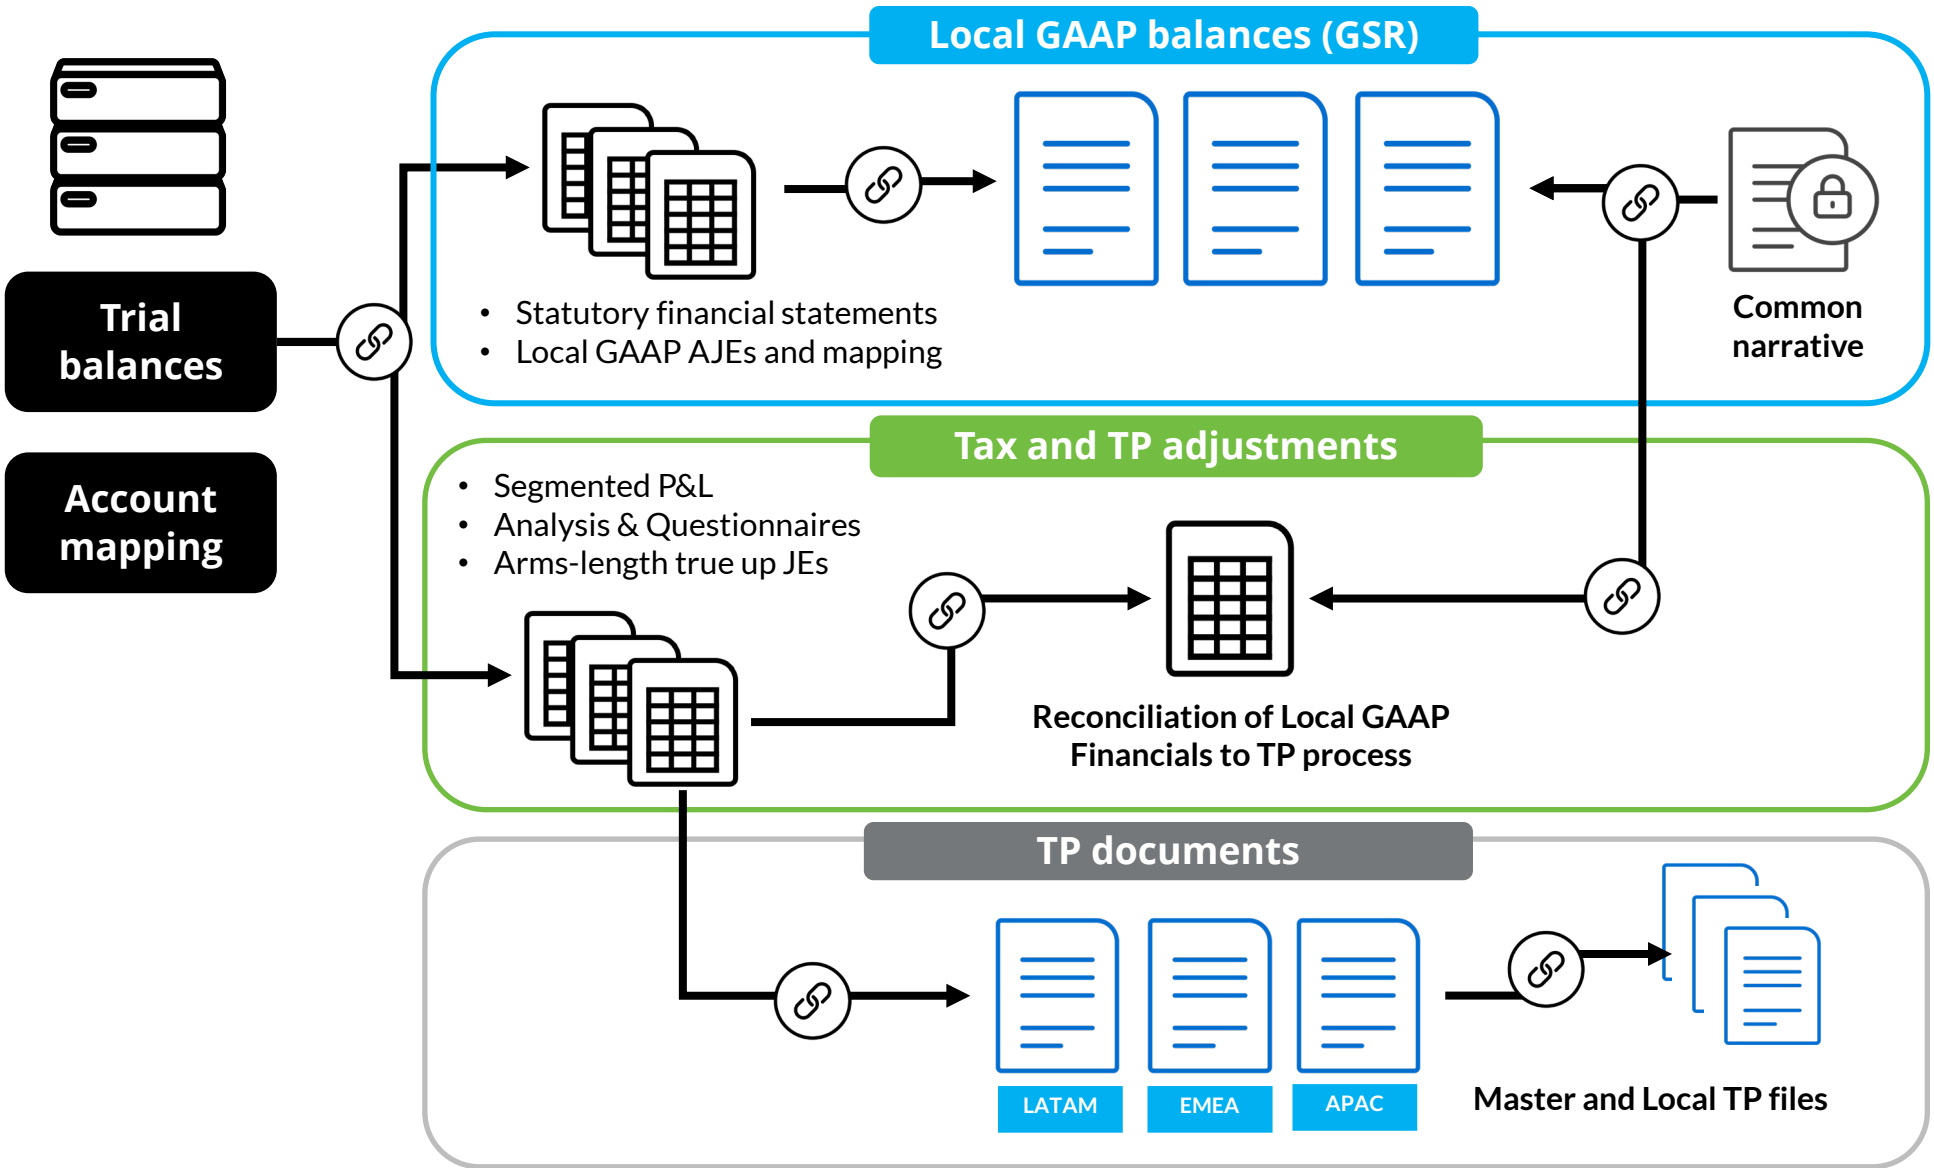 Local GAAP balances (GSR)
Trial
balances
Account
mapping
• Statutory financial statements
• Local GAAP AJEs and mapping
Common
narrative
Tax and TP adjustments
• Segmented P&L
• Analysis & Questionnaires
• Arms-length true up JEs
Reconciliation of Local GAAP
Financials to TP process
TP documents
LATAM
EMEA
APAC
Master and Local TP files